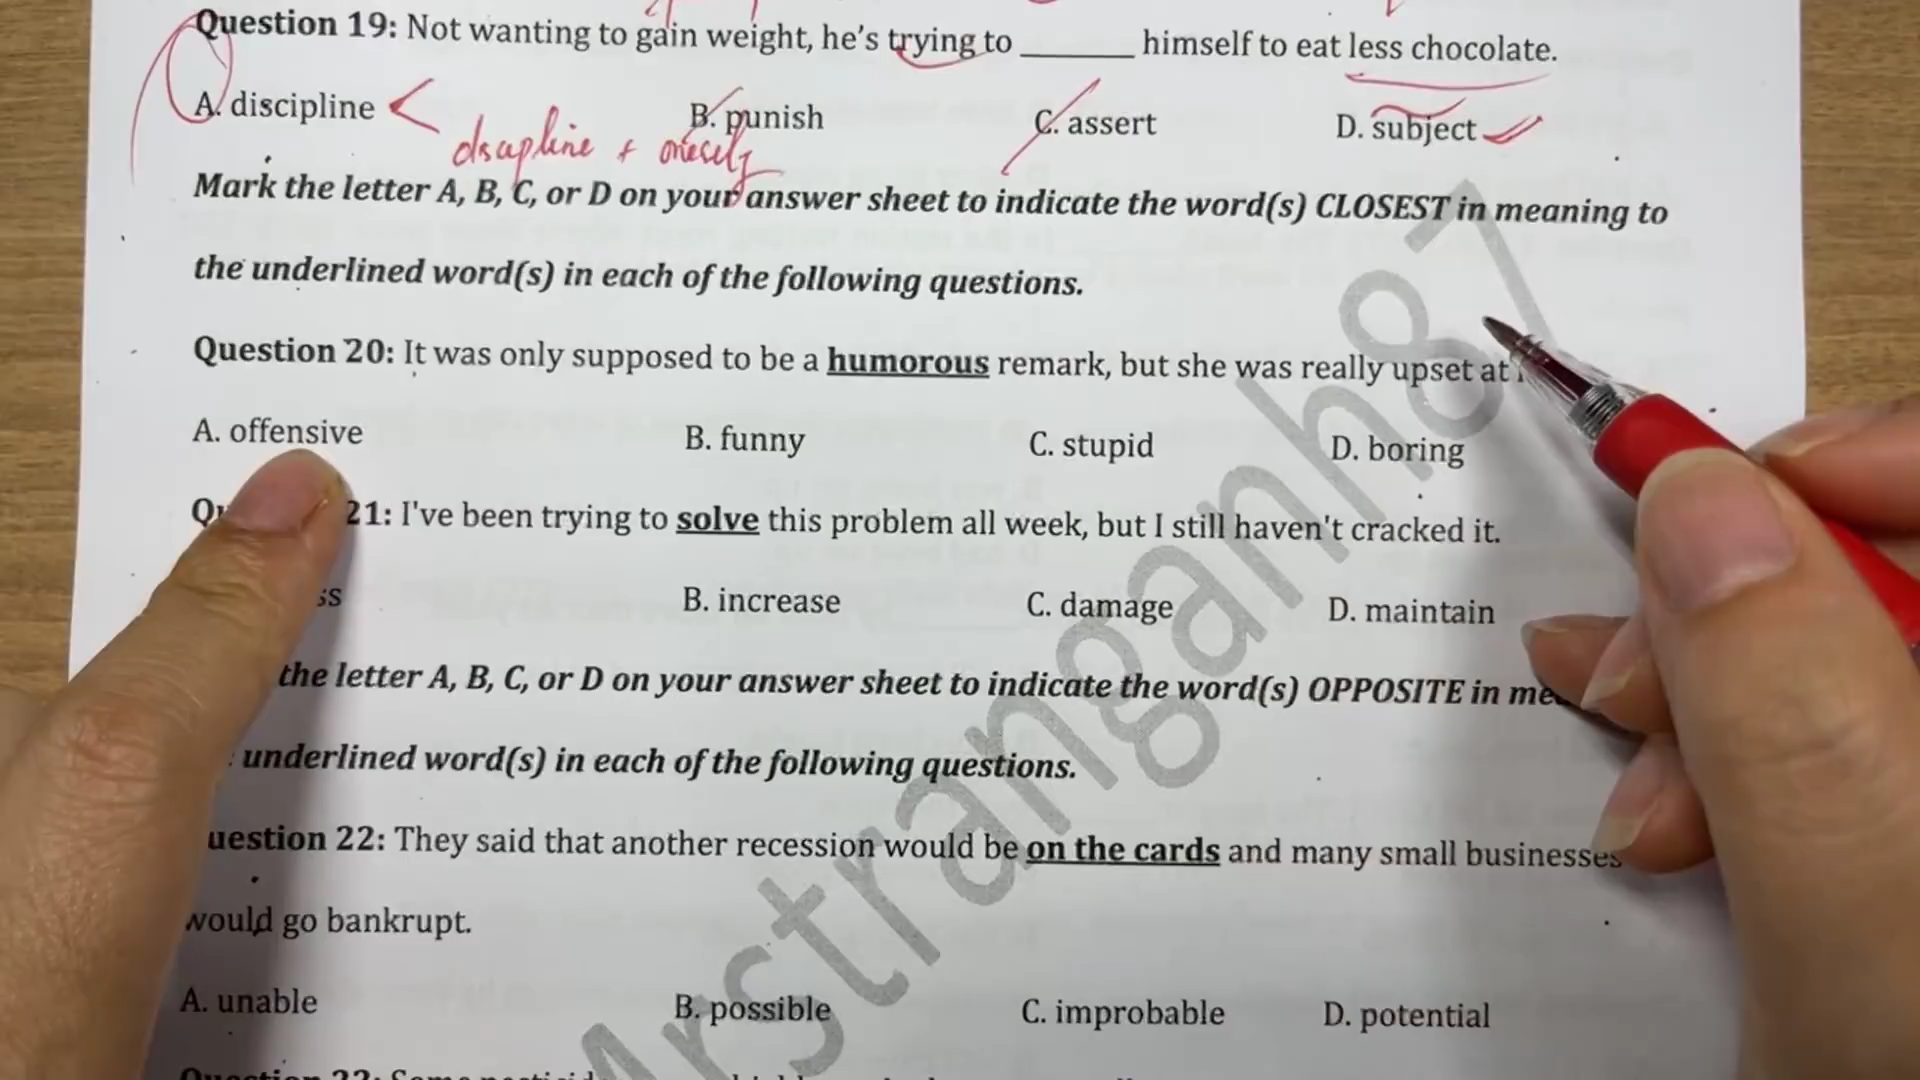 Question 19: Not wanting to gain weight, he's trying to ______ himself to eat less chocolate.
A. discipline B. punish C. assert D. subject
discipline + oneself
Mark the letter A, B, C, or D on your answer sheet to indicate the word(s) CLOSEST in meaning to
the underlined word(s) in each of the following questions.
Question 20: It was only supposed to be a humorous remark, but she was really upset at
A. offensive B. funny C. stupid D. boring
21: I've been trying to solve this problem all week, but I still haven't cracked it.
B. increase C. damage D. maintain
the letter A, B, C, or D on your answer sheet to indicate the word(s) OPPOSITE in
underlined word(s) in each of the following questions.
uestion 22: They said that another recession would be on the cards and many small businesses
would go bankrupt.
A. unable B. possible C. improbable D. potential
Mrstranganh87